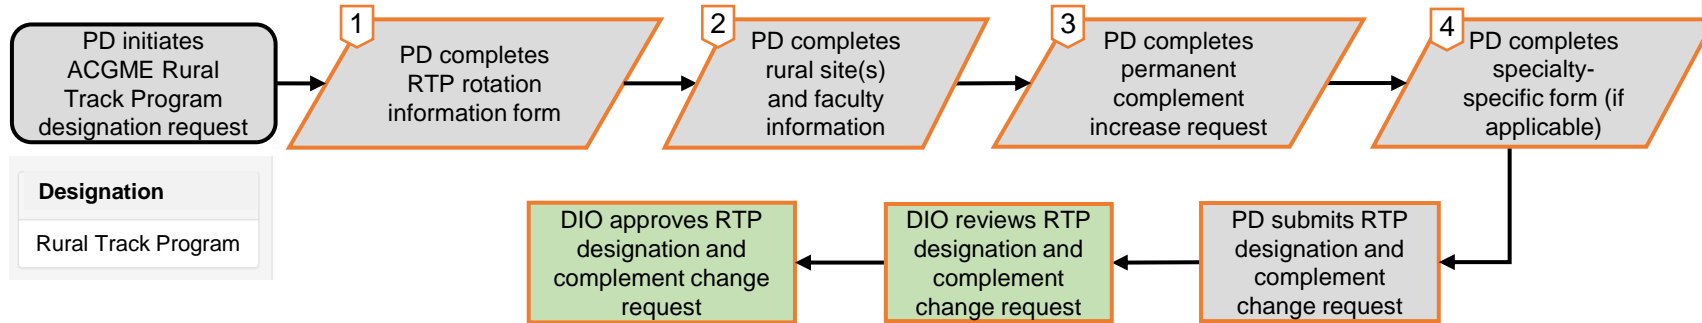 PD initiates
ACGME Rural
Track Program
designation request
1
PD completes
RTP rotation
information form
2
PD completes
rural site(s)
and faculty
information
3
PD completes
permanent
complement
increase request
4
PD completes
specialty-
specific form (if
applicable)
Designation
Rural Track Program
DIO approves RTP
designation and
complement change
request
DIO reviews RTP
designation and
complement
change request
PD submits RTP
designation and
complement
change request